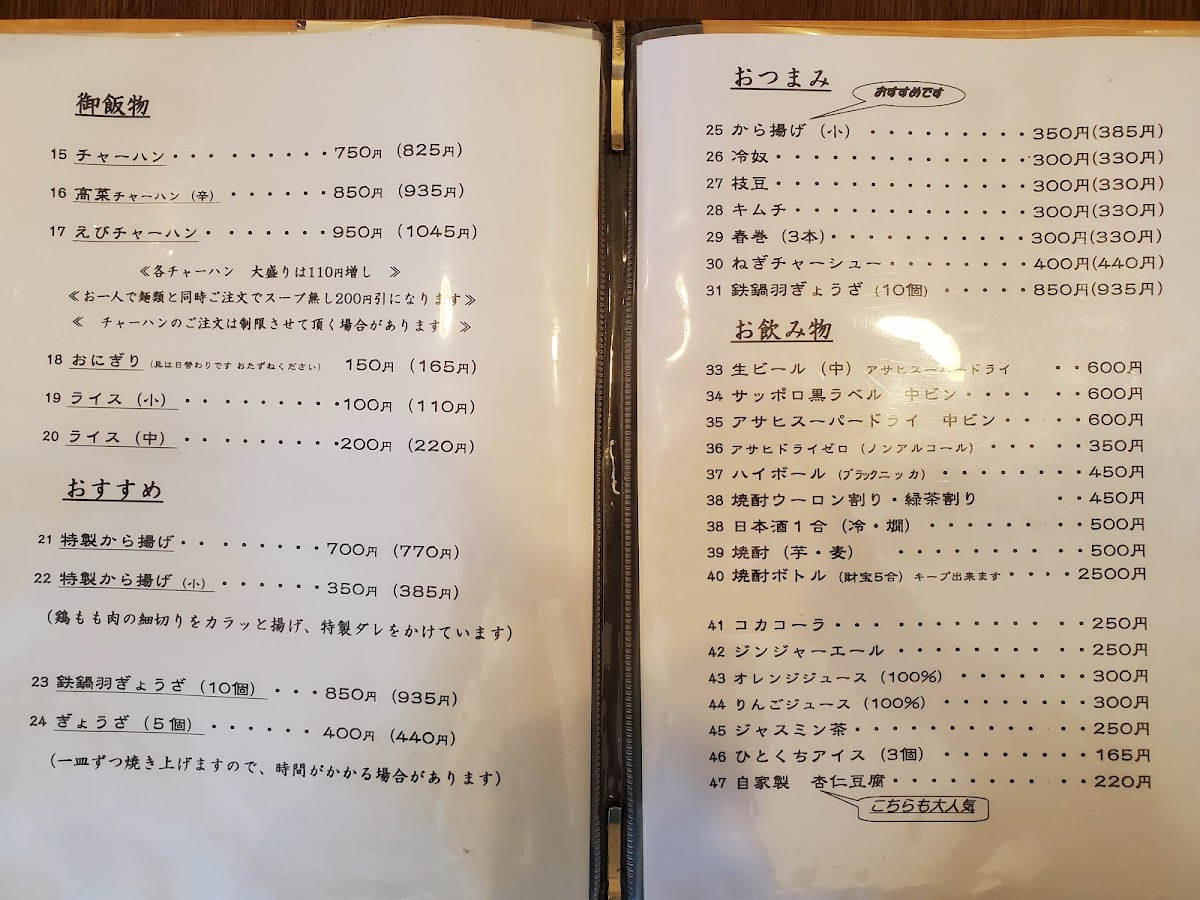 御飯物
15 チャーハン・・ ・・・・・・・750円 (825円)
16 高菜チャーハン (辛) ・・・・・・850円 (935円)
17 えびチャーハン・・・・・・・・950円 (1045円)
≪各チャーハン 大盛りは110円増し ≫
≪お一人で麺類と同時ご注文でスープ無し200円引になります≫
≪ チャーハンのご注文は制限させて頂く場合があります ≫
18 おにぎり (具は日替わりです おたずねください) 150円 (165円)
19 ライス (小) ・・・・・・・・・100円 (110円)
20 ライス (中) ・・・・・・・・・200円 (220円)
おすすめ
21 特製から揚げ・・ ・・・・・・・700円 (770円)
22 特製から揚げ (小) ・・・・・・350円 (385円)
(鶏もも肉の細切りをカラッと揚げ、特製ダレをかけています)
23 鉄鍋羽ぎょうざ (10個) ・・・850円 (935円)
24 ぎょうざ (5個) ・・・・・・400円 (440円)
(一皿ずつ焼き上げますので、時間がかかる場合があります)
おつまみ
おすすめです
25 から揚げ (小) ・・・・・・・・・350円(385円)
26 冷奴・・・・・・・・・・・・・・300円(330円)
27 枝豆・・・・・・・・・・・・・・300円(330円)
28 キムチ・・・・・・・・・・・・・300円(330円)
29 春巻 (3本)・・・・・・・・・・・300円(330円)
30 ねぎチャーシュー・・・・・・・・400円(440円)
31 鉄鍋羽ぎょうざ (10個) ・・・・・850円(935円)
お飲み物
33 生ビール (中) アサヒスーパードライ ・・600円
34 サッポロ黒ラベル 中ビン・・・・・・・600円
35 アサヒスーパードライ 中ビン・・・・・600円
36 アサヒドライゼロ (ノンアルコール) ・・・・・・350円
37 ハイボール (ブラックニッカ) ・・・・・・・・450円
38 焼酎ウーロン割り・緑茶割り ・・450円
38 日本酒1合 (冷・燗) ・・・・・・・・・500円
39 焼酎 (芋・麦) ・・・・・・・・・・500円
40 焼酎ボトル (財宝5合) キープ出来ます・・・・2500円
41 コカコーラ・・・・・・・・・・・・・・250円
42 ジンジャーエール・・・・・・・・・・・250円
43 オレンジジュース (100%) ・・・・・・・300円
44 りんごジュース (100%) ・・・・・・・・300円
45 ジャスミン茶・・・・・・・・・・・・・250円
46 ひとくちアイス (3個) ・・・・・・・・・165円
47 自家製 杏仁豆腐・・・・・・・・・・・220円
こちらも大人気